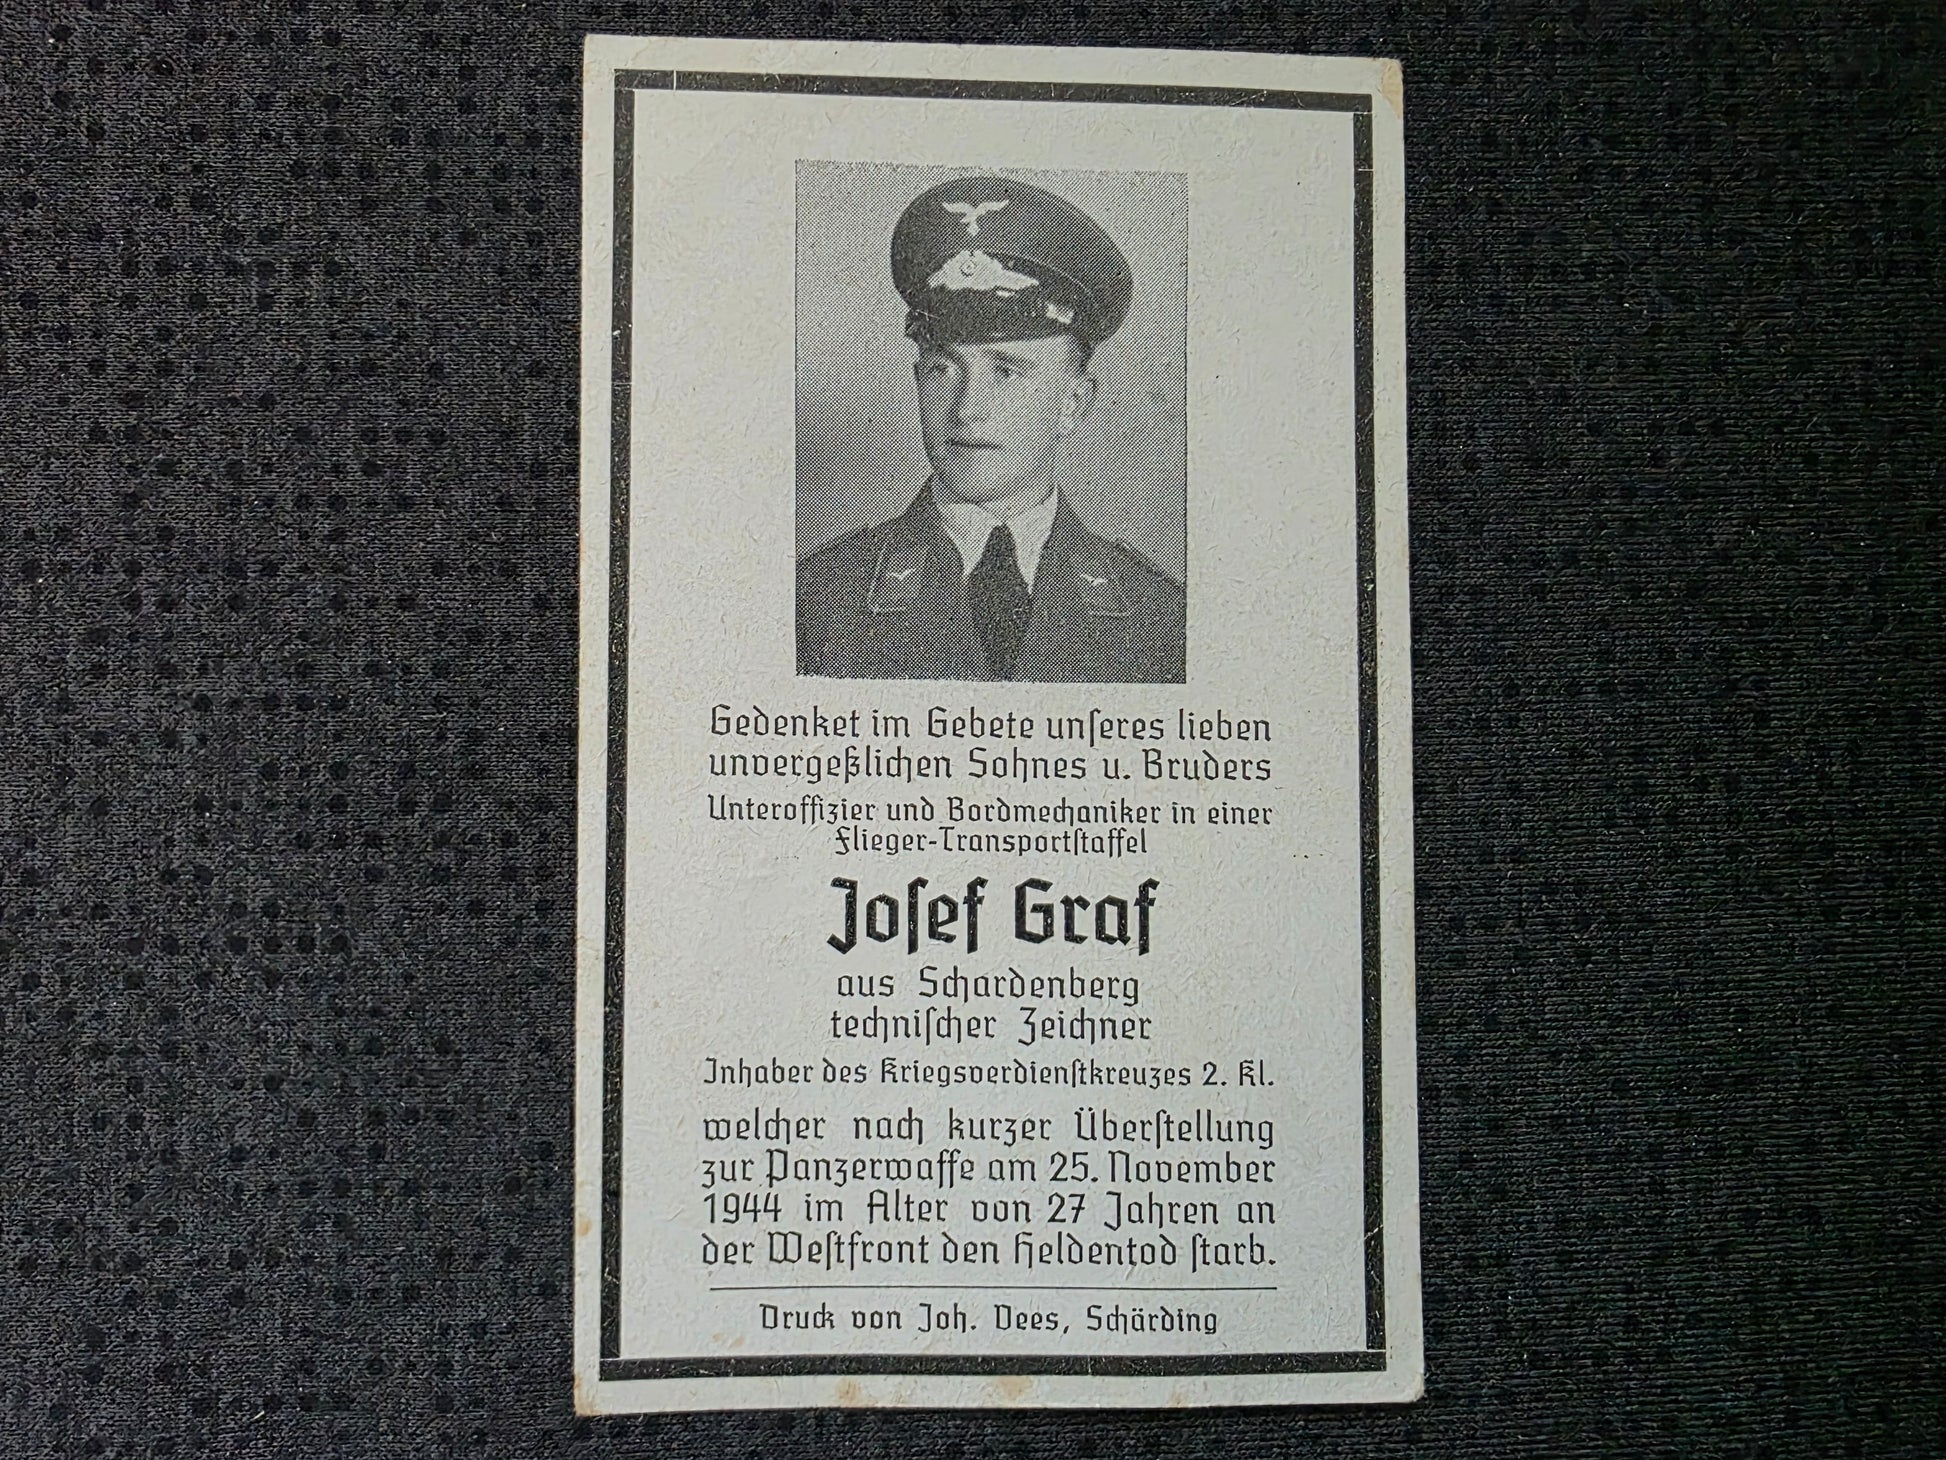 Gedenket im Gebete unſeres lieben
unvergeßlichen Sohnes u. Bruders
Unteroffizier und Bordmechaniker in einer
Flieger-Transportſtaffel
Joſef Graf
aus Schardenberg
techniſcher Zeichner
Inhaber des Kriegsverdienſtkreuzes 2. Kl.
welcher nach kurzer Überſtellung
zur Panzerwaffe am 25. November
1944 im Alter von 27 Jahren an
der Weſtfront den Heldentod ſtarb.
Druck von Joh. Vees, Schärding